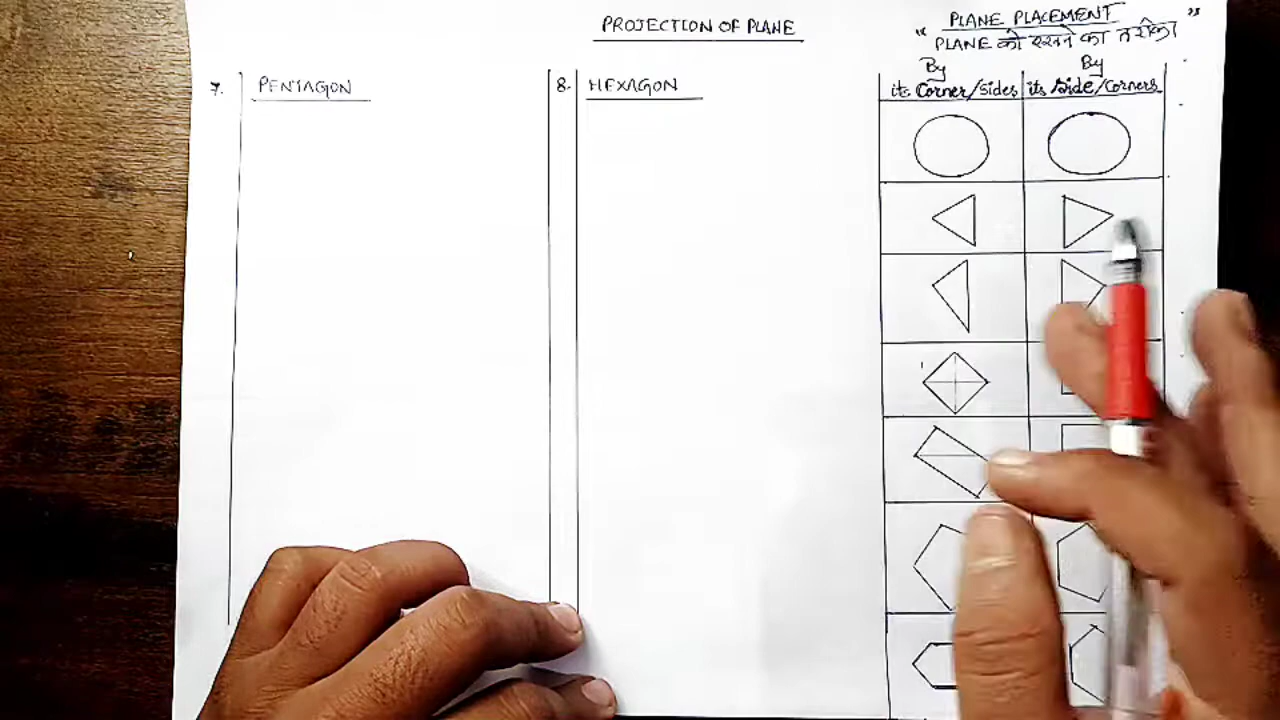 PROJECTION OF PLANE
" PLANE PLACEMENT "
PLANE को रखने का तरीका
7. PENTAGON
8. HEXAGON
By
its Corner/Sides
By
its Side/Corners